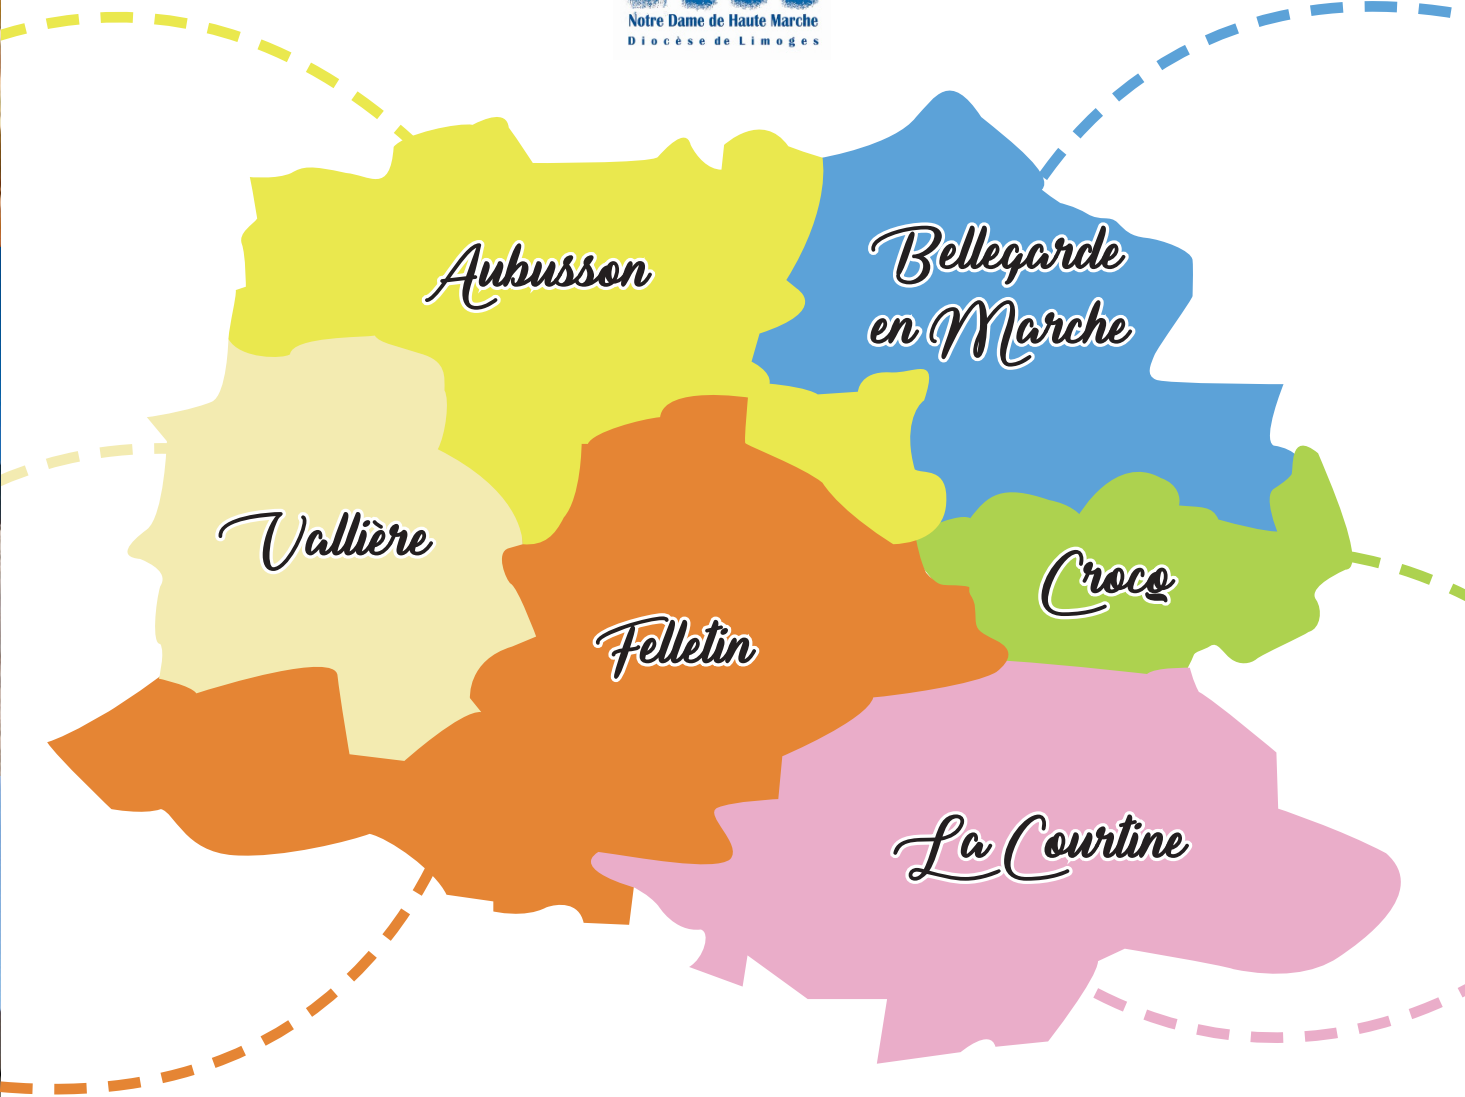 Notre Dame de Haute Marche
Diocèse de Limoges
Aubusson
Bellegarde
en Marche
Vallière
Crocq
Felletin
La Courtine